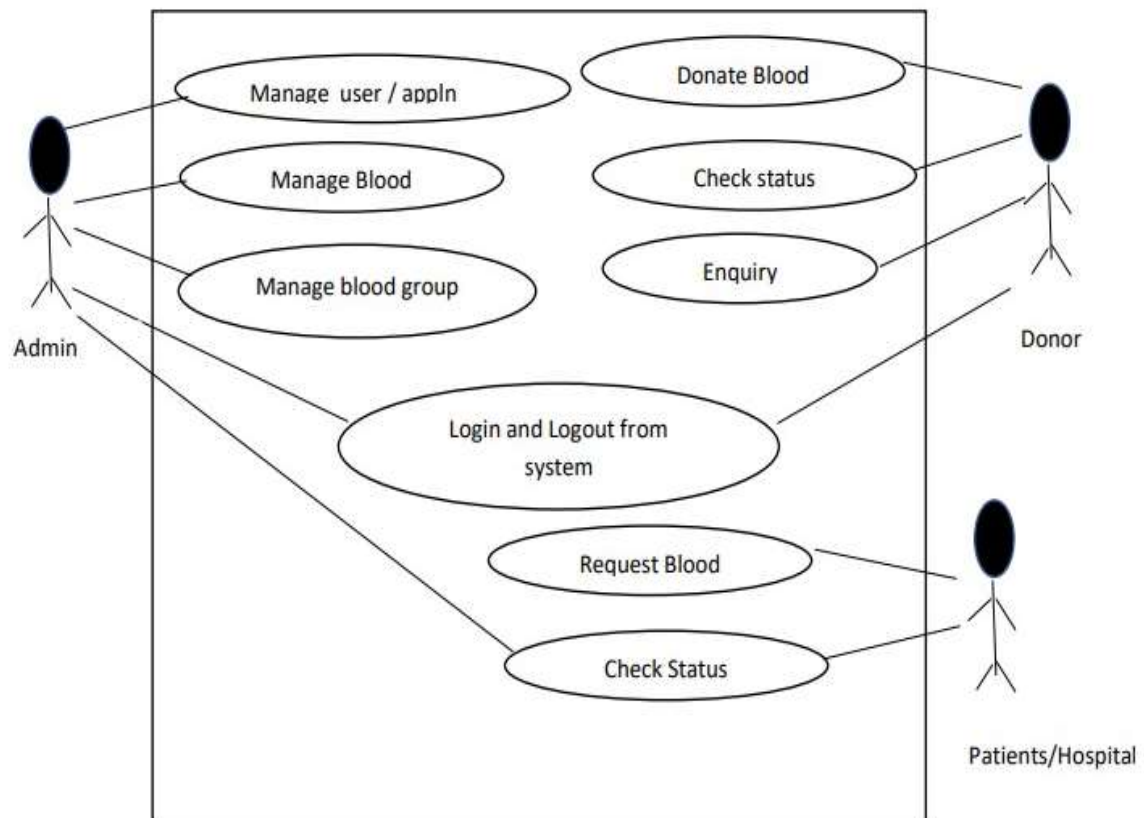 Manage user / appln
Donate Blood
Manage Blood
Check status
Manage blood group
Enquiry
Admin
Donor
Login and Logout from
system
Request Blood
Check Status
Patients/Hospital